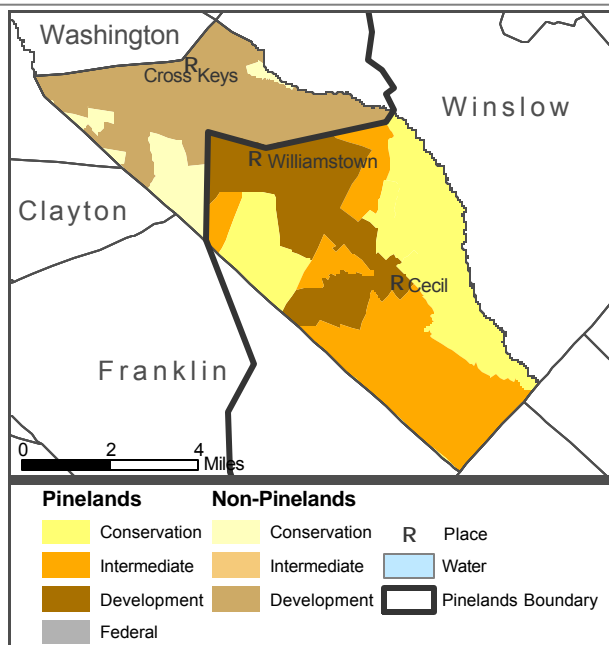 Washington
R
Cross Keys
Winslow
R Williamstown
Clayton
R Cecil
Franklin
0 2 4
Miles
Pinelands Non-Pinelands
Conservation Conservation R Place
Intermediate Intermediate Water
Development Development Pinelands Boundary
Federal